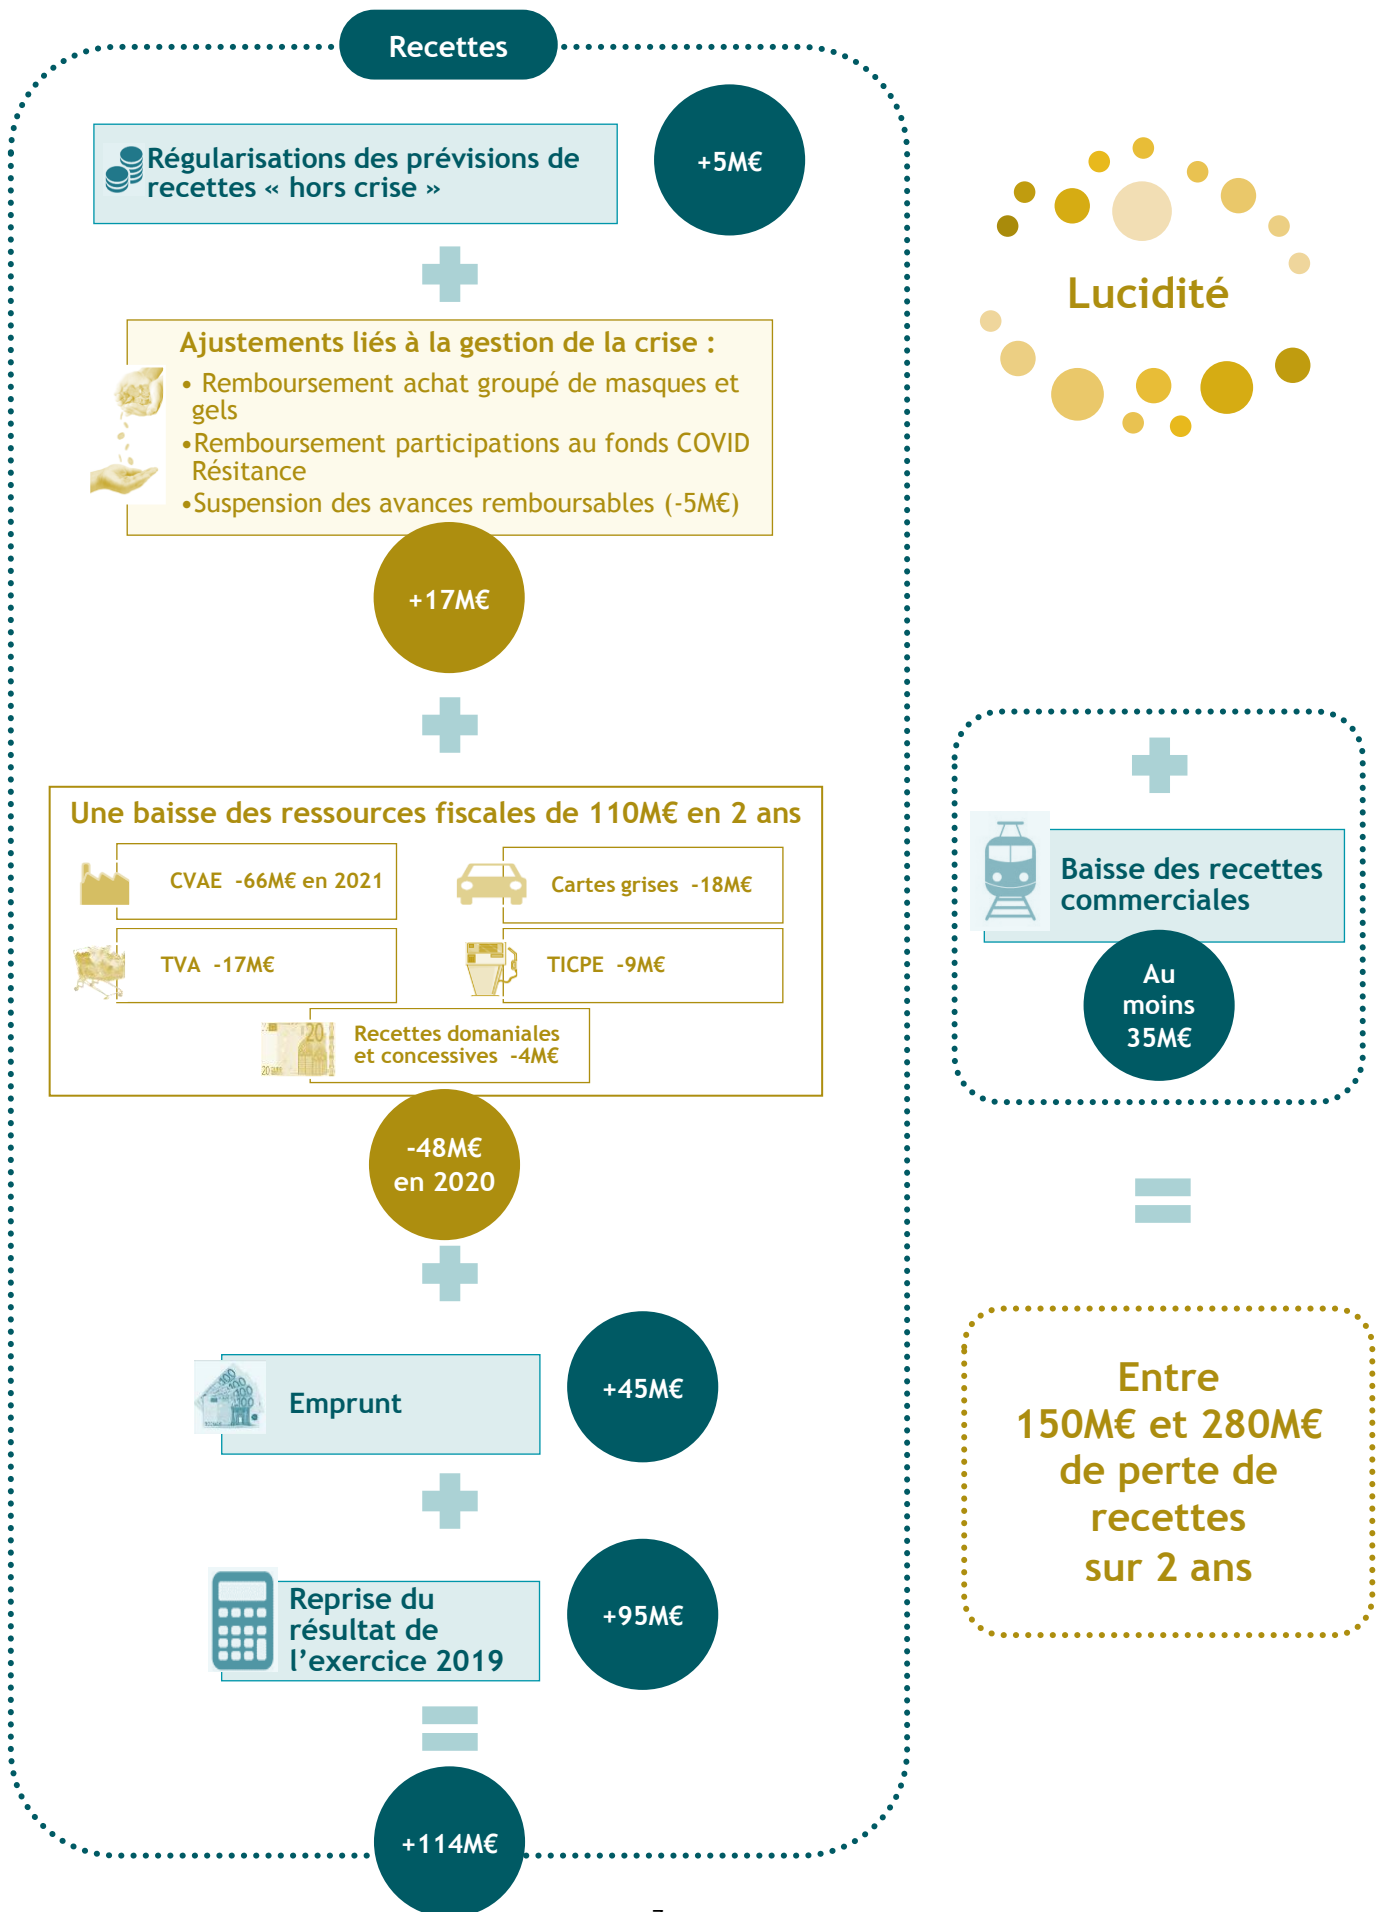 Recettes
Régularisations des prévisions de
recettes « hors crise »
+5M€
Ajustements liés à la gestion de la crise :
• Remboursement achat groupé de masques et
gels
•Remboursement participations au fonds COVID
Résitance
•Suspension des avances remboursables (-5M€)
+17M€
Une baisse des ressources fiscales de 110M€ en 2 ans
CVAE -66M€ en 2021
Cartes grises -18M€
TVA -17M€
TICPE -9M€
Recettes domaniales
et concessives -4M€
-48M€
en 2020
Emprunt
+45M€
Reprise du
résultat de
l’exercice 2019
+95M€
+114M€
Lucidité
Baisse des recettes
commerciales
Au
moins
35M€
Entre
150M€ et 280M€
de perte de
recettes
sur 2 ans